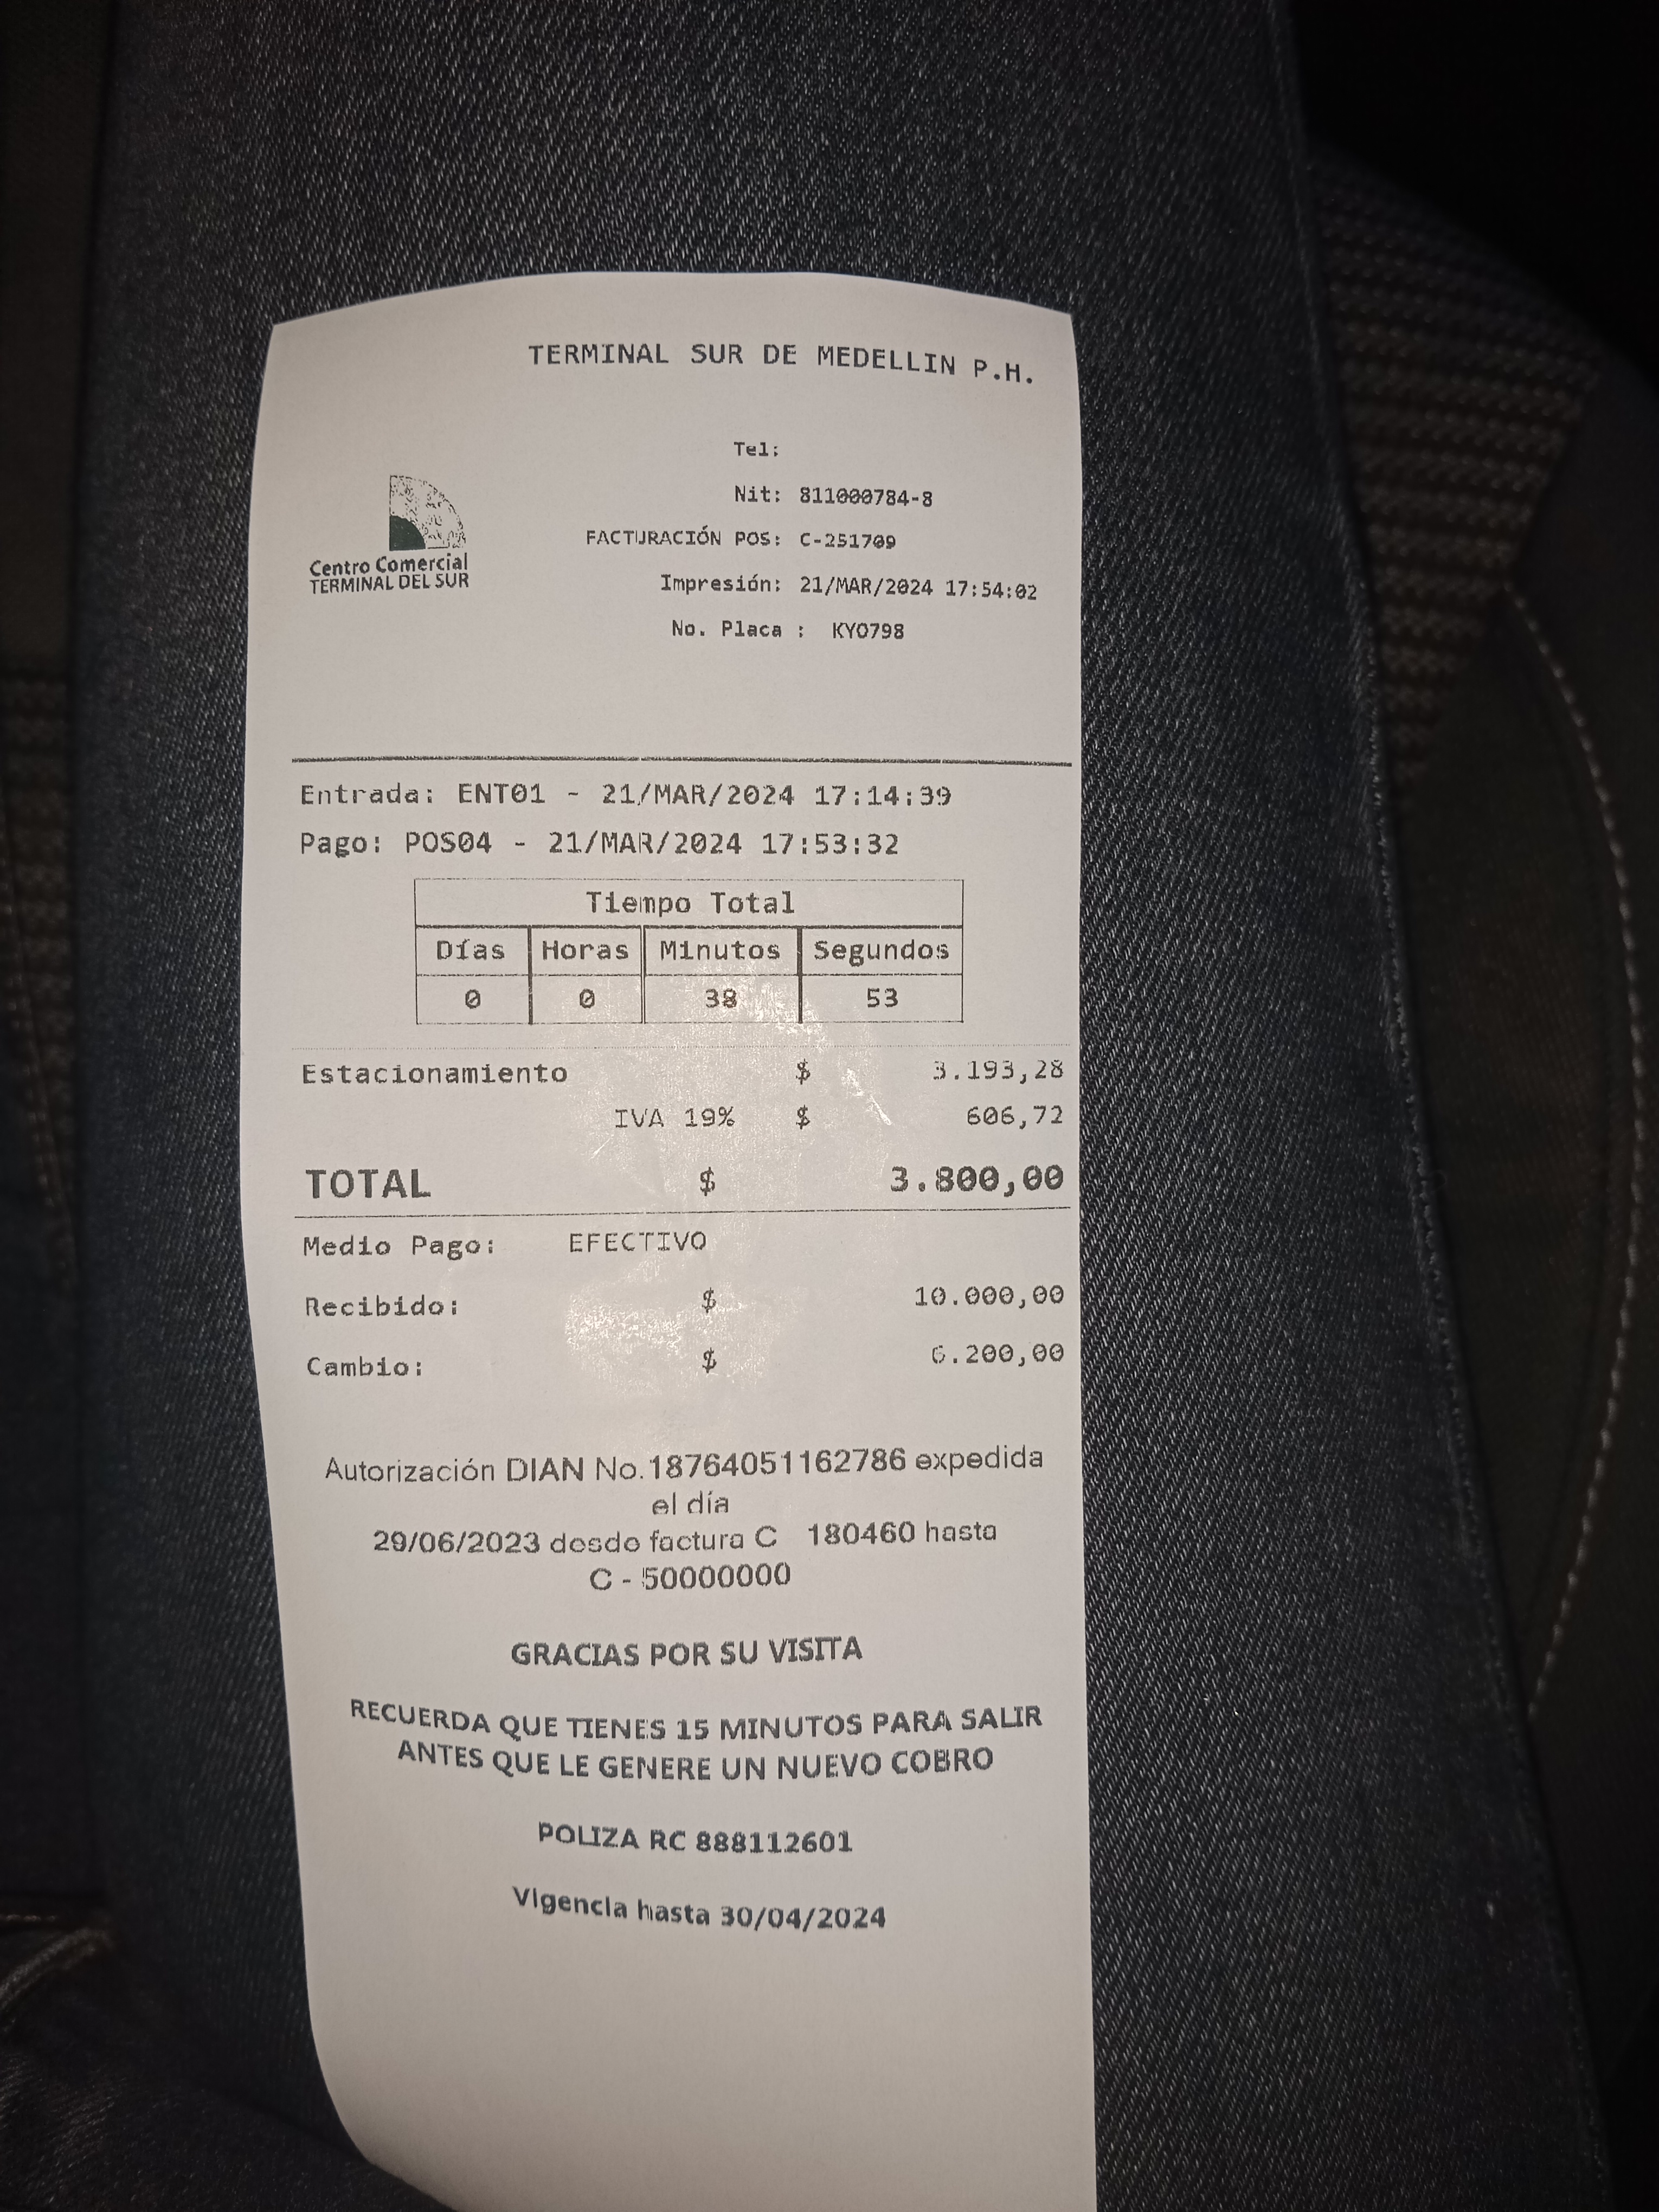 TERMINAL SUR DE MEDELLIN P.H.
Tel:
Nit: 811000784-8
FACTURACIÓN POS: C-251709
Centro Comercial
TERMINAL DEL SUR
Impresión: 21/MAR/2024 17:54:02
No. Placa : KYO798
Entrada: ENT01 - 21/MAR/2024 17:14:39
Pago: POS04 - 21/MAR/2024 17:53:32
Tiempo Total
Días Horas Minutos Segundos
0 0 38 53
Estacionamiento $ 3.193,28
IVA 19% $ 606,72
TOTAL $ 3.800,00
Medio Pago: EFECTIVO
Recibido: $ 10.000,00
Cambio: $ 6.200,00
Autorización DIAN No.18764051162786 expedida
el día
29/06/2023 desde factura C 180460 hasta
C - 50000000
GRACIAS POR SU VISITA
RECUERDA QUE TIENES 15 MINUTOS PARA SALIR
ANTES QUE LE GENERE UN NUEVO COBRO
POLIZA RC 888112601
Vigencia hasta 30/04/2024